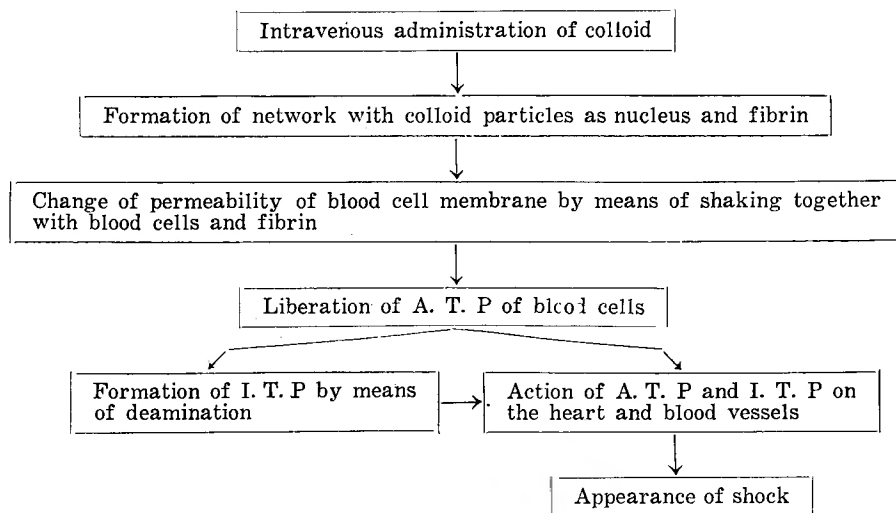 Intravenous administration of colloid
Formation of network with colloid particles as nucleus and fibrin
Change of permeability of blood cell membrane by means of shaking together
with blood cells and fibrin
Liberation of A. T. P of blood cells
Formation of I. T. P by means
of deamination
Action of A. T. P and I. T. P on
the heart and blood vessels
Appearance of shock